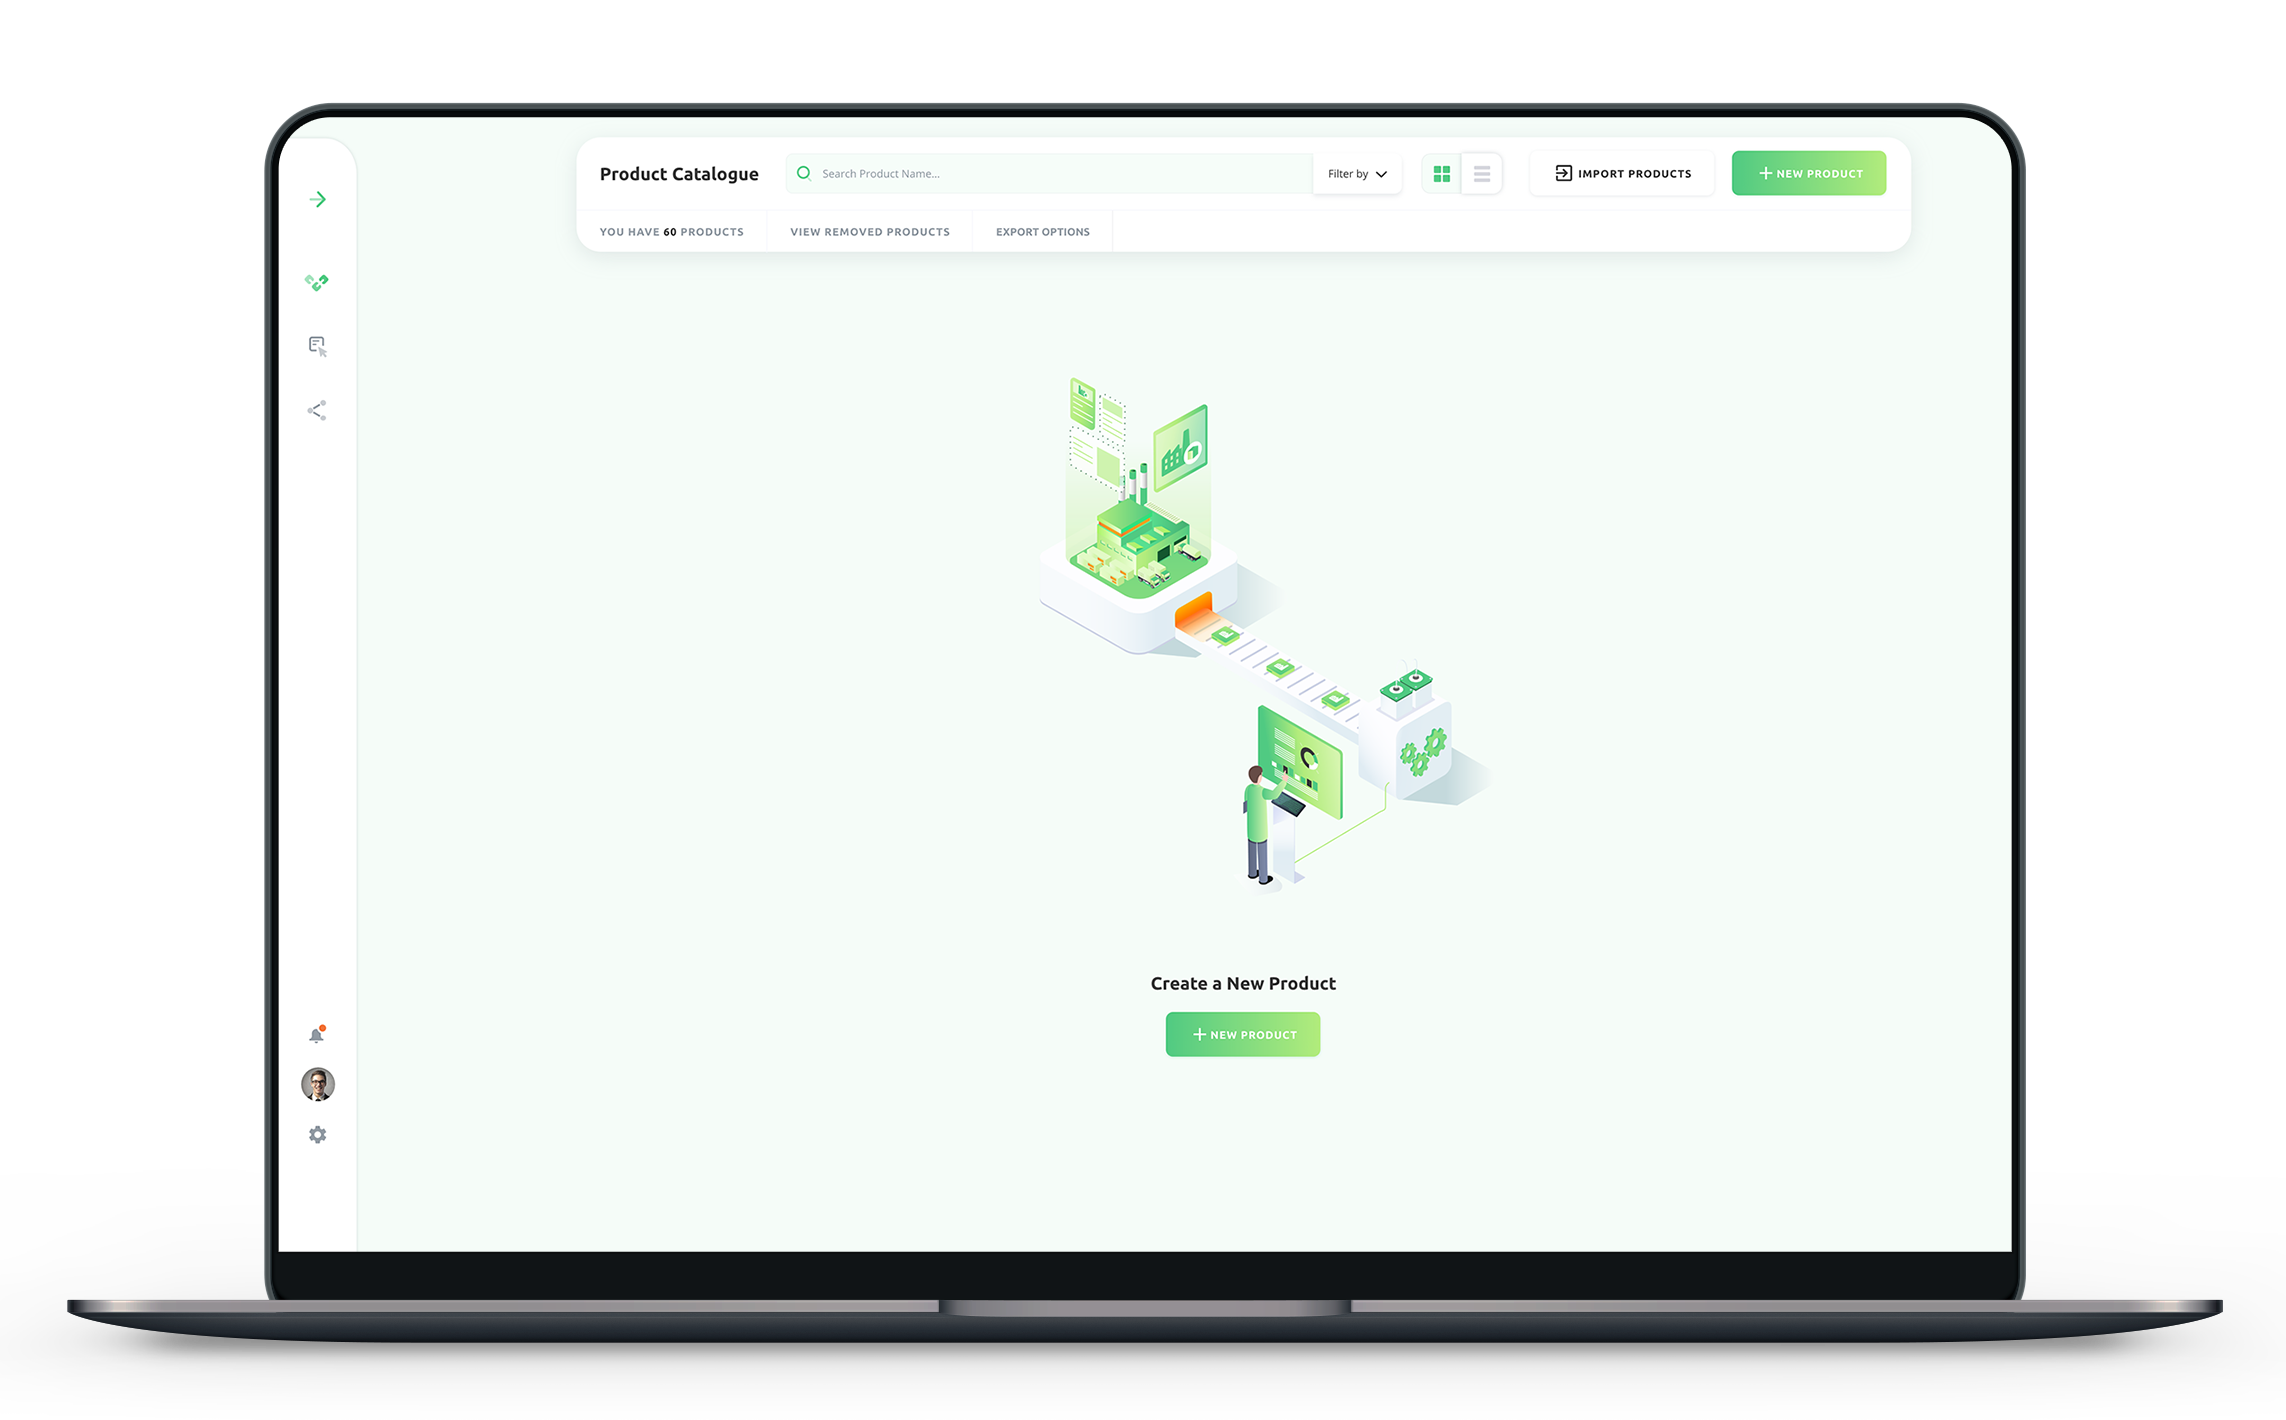 Product Catalogue
Search Product Name...
Filter by
IMPORT PRODUCTS
NEW PRODUCT
YOU HAVE 60 PRODUCTS
VIEW REMOVED PRODUCTS
EXPORT OPTIONS
Create a New Product
NEW PRODUCT